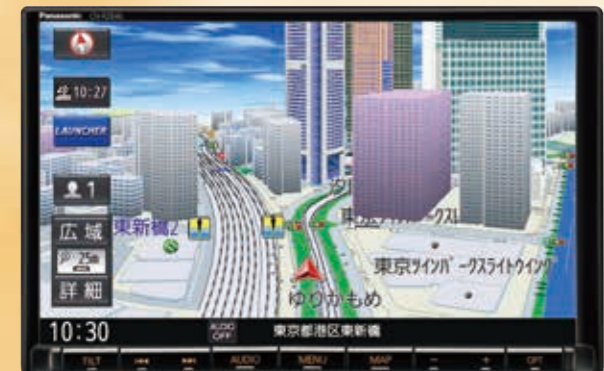 Panasonic
10:27
LAUNCHER
1
広域
東新橋2
25m
東京ツインパークスライトウイング
詳細
ゆりかもめ
10:30
AUDIO OFF
東京都港区東新橋
TILT
AUDIO
MENU
MAP
-
+
OPT